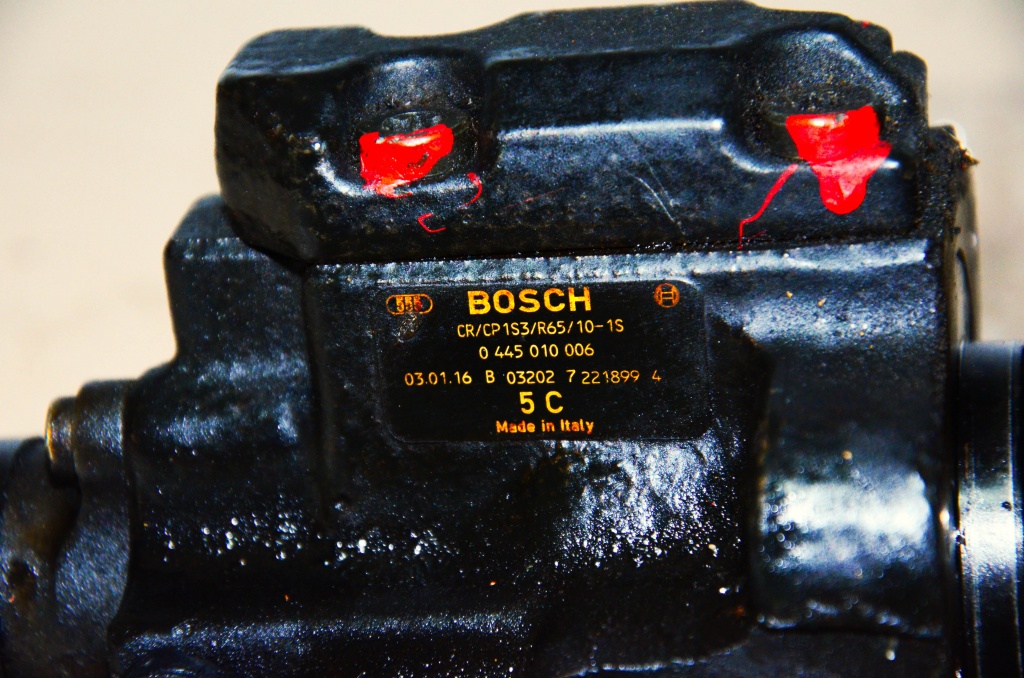 BOSCH
CR/CP1S3/R65/10-1S
0 445 010 006
03.01.16 B 03202 7 221899 4
5 C
Made in Italy